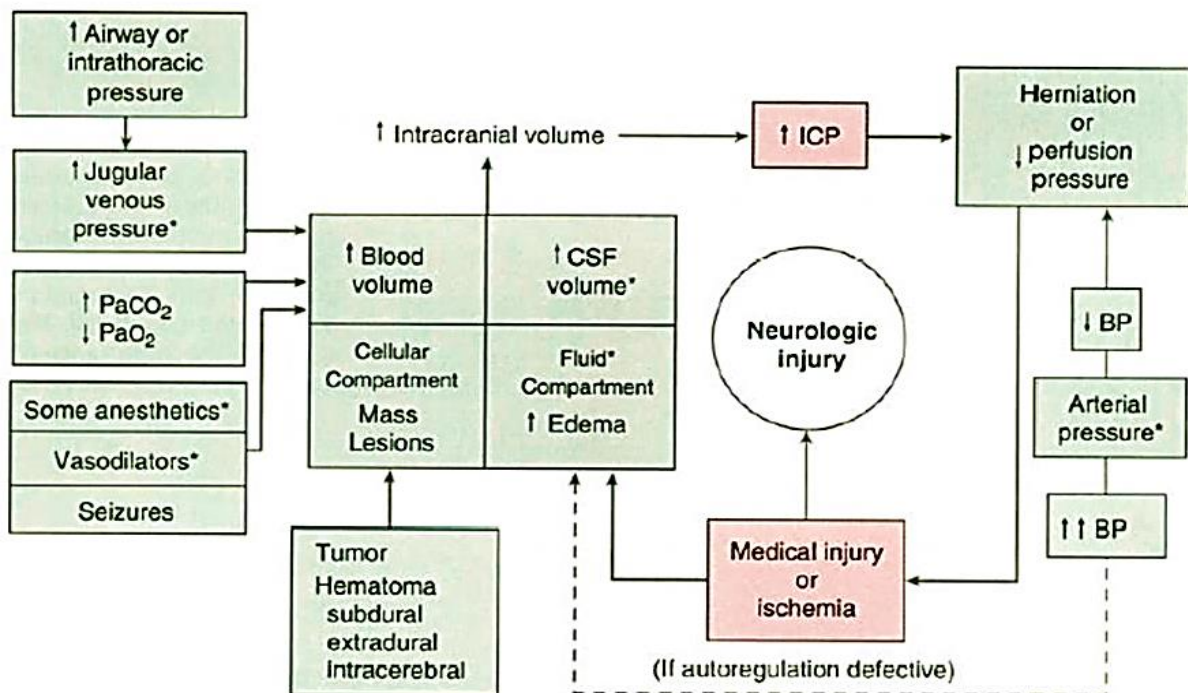 ↑ Airway or
intrathoracic
pressure
↑ Jugular
venous
pressure*
↑ PaCO₂
↓ PaO₂
Some anesthetics*
Vasodilators*
Seizures
↑ Intracranial volume
↑ Blood
volume
↑ CSF
volume*
Cellular
Compartment
Mass
Lesions
Fluid*
Compartment
↑ Edema
Tumor
Hematoma
subdural
extradural
Intracerebral
↑ ICP
Herniation
or
↓ perfusion
pressure
Neurologic
injury
↓ BP
Arterial
pressure*
↑↑ BP
Medical injury
or
ischemia
(If autoregulation defective)